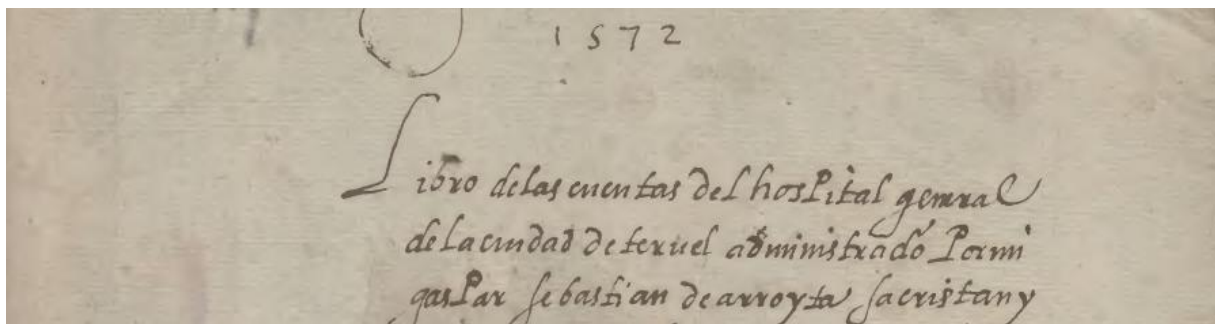 1572
Libro delas cuentas del hosPital general
dela ciudad de teruel administrado Por mi
gasPar sebastian de arroyta sacristan y